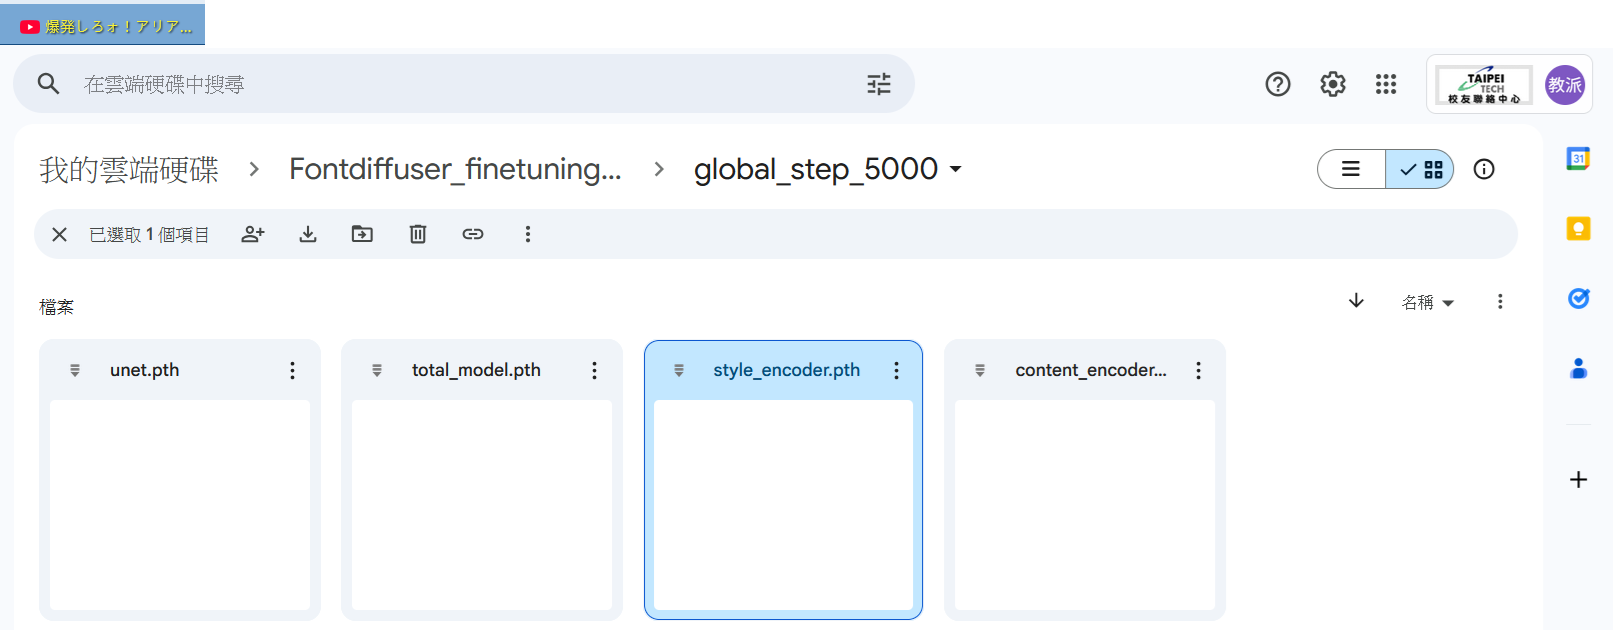 爆発しろォ！アリア...
在雲端硬碟中搜尋
TAIPEI
TECH
校友聯絡中心
教派
我的雲端硬碟 > Fontdiffuser_finetuning... > global_step_5000
已選取 1 個項目
31
檔案
名稱
unet.pth
total_model.pth
style_encoder.pth
content_encoder...